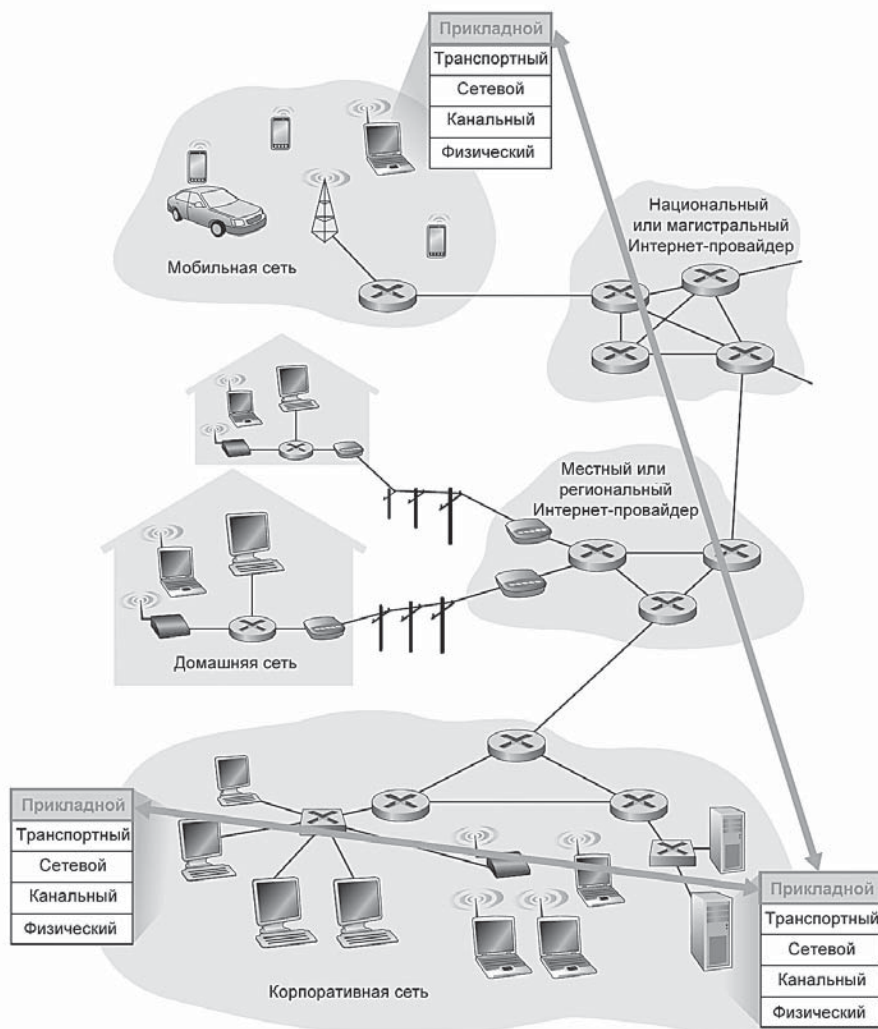 Прикладной
Транспортный
Сетевой
Канальный
Физический
Национальный
или магистральный
Интернет-провайдер
Мобильная сеть
Местный или
региональный
Интернет-провайдер
Домашняя сеть
Прикладной
Транспортный
Сетевой
Канальный
Физический
Прикладной
Транспортный
Сетевой
Канальный
Физический
Корпоративная сеть